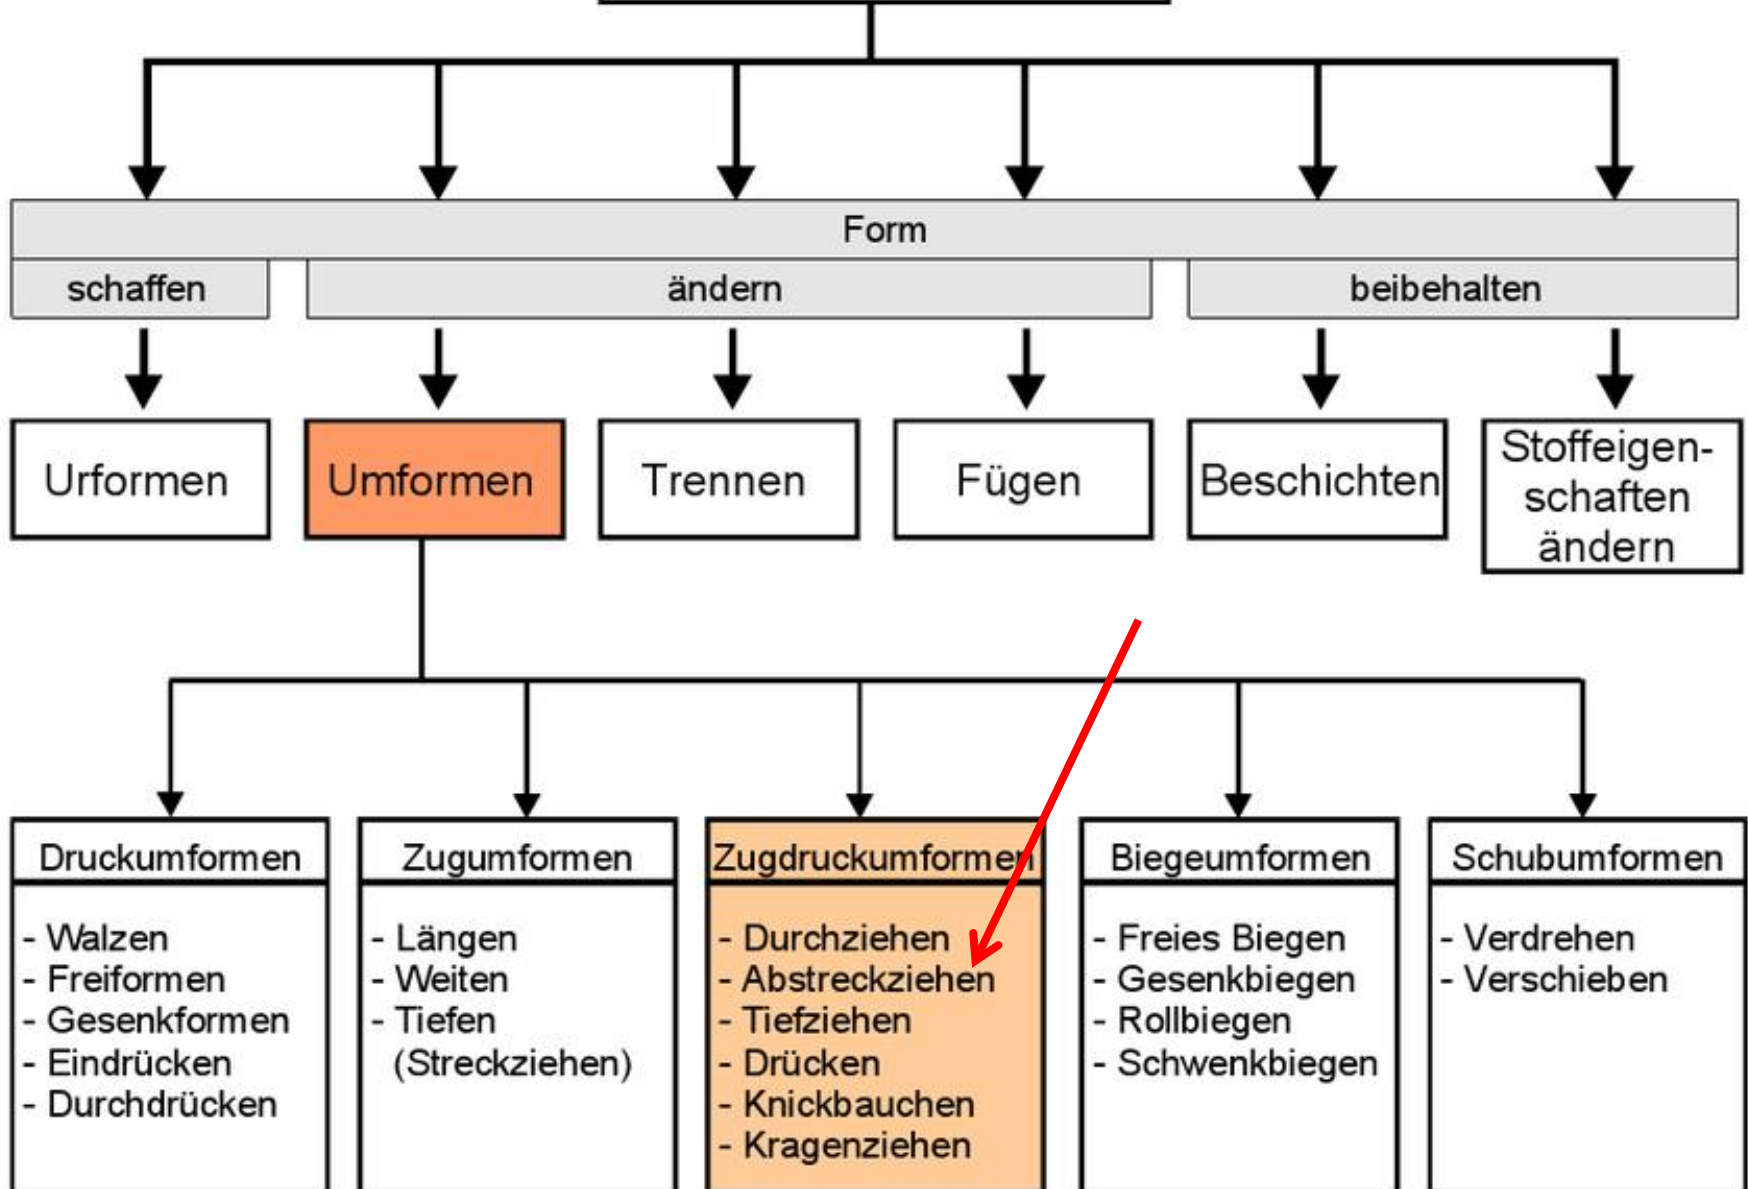 Form
schaffen
ändern
beibehalten
Urformen
Umformen
Trennen
Fügen
Beschichten
Stoffeigen-
schaften
ändern
Druckumformen
- Walzen
- Freiformen
- Gesenkformen
- Eindrücken
- Durchdrücken
Zugumformen
- Längen
- Weiten
- Tiefen
(Streckziehen)
Zugdruckumformen
- Durchziehen
- Abstreckziehen
- Tiefziehen
- Drücken
- Knickbauchen
- Kragenziehen
Biegeumformen
- Freies Biegen
- Gesenkbiegen
- Rollbiegen
- Schwenkbiegen
Schubumformen
- Verdrehen
- Verschieben